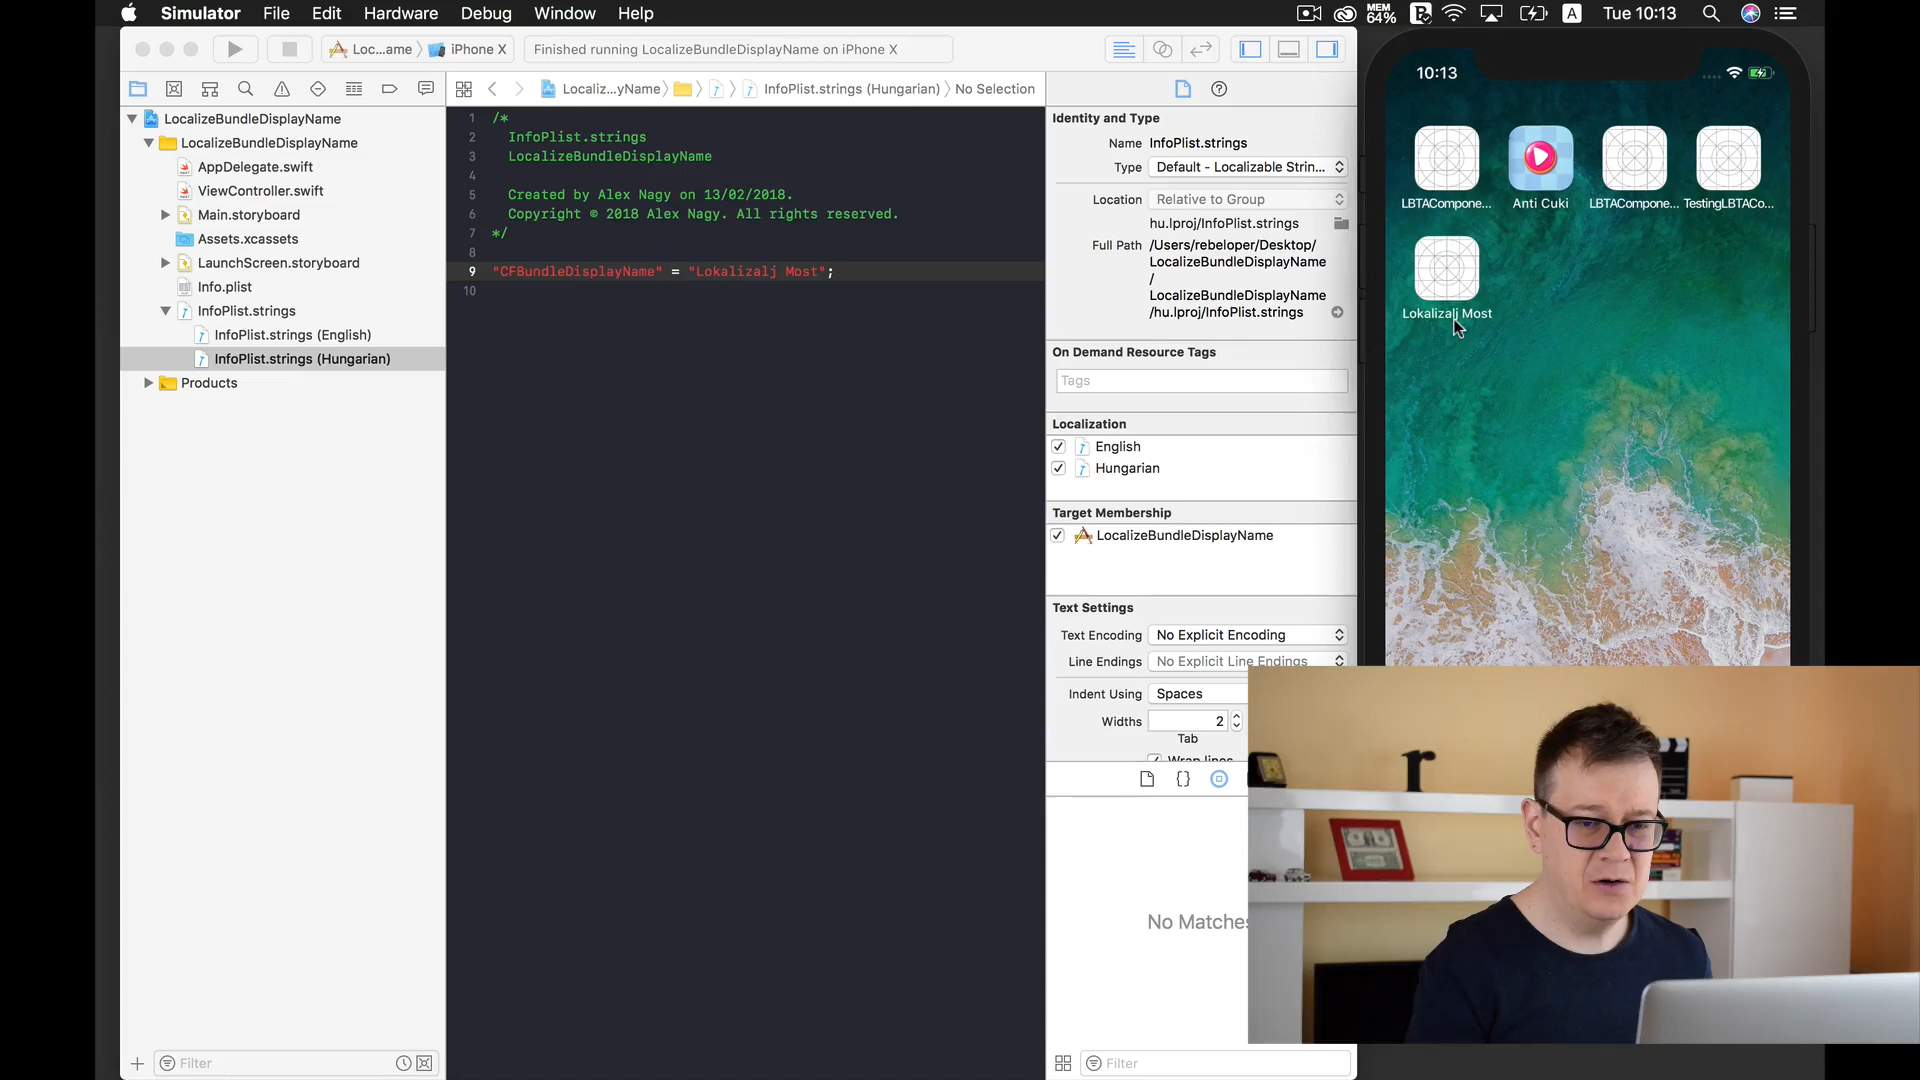 Simulator File Edit Hardware Debug Window Help
MEM 64% A Tue 10:13
Loc...ame iPhone X
Finished running LocalizeBundleDisplayName on iPhone X
Localiz...yName InfoPlist.strings (Hungarian) No Selection
LocalizeBundleDisplayName
LocalizeBundleDisplayName
AppDelegate.swift
ViewController.swift
Main.storyboard
Assets.xcassets
LaunchScreen.storyboard
Info.plist
InfoPlist.strings
InfoPlist.strings (English)
InfoPlist.strings (Hungarian)
Products
Filter
1 /*
2 InfoPlist.strings
3 LocalizeBundleDisplayName
4
5 Created by Alex Nagy on 13/02/2018.
6 Copyright © 2018 Alex Nagy. All rights reserved.
7 */
8
9 "CFBundleDisplayName" = "Lokalizalj Most";
10
Identity and Type
Name InfoPlist.strings
Type Default - Localizable Strin...
Location Relative to Group
hu.lproj/InfoPlist.strings
Full Path /Users/rebeloper/Desktop/
LocalizeBundleDisplayName
/
LocalizeBundleDisplayName
/hu.lproj/InfoPlist.strings
On Demand Resource Tags
Tags
Localization
English
Hungarian
Target Membership
LocalizeBundleDisplayName
Text Settings
Text Encoding No Explicit Encoding
Line Endings No Explicit Line Endings
Indent Using Spaces
Widths 2
Tab
Wrap lines
No Matches
Filter
10:13
LBTACompone... Anti Cuki LBTACompone... TestingLBTACo...
Lokalizalj Most